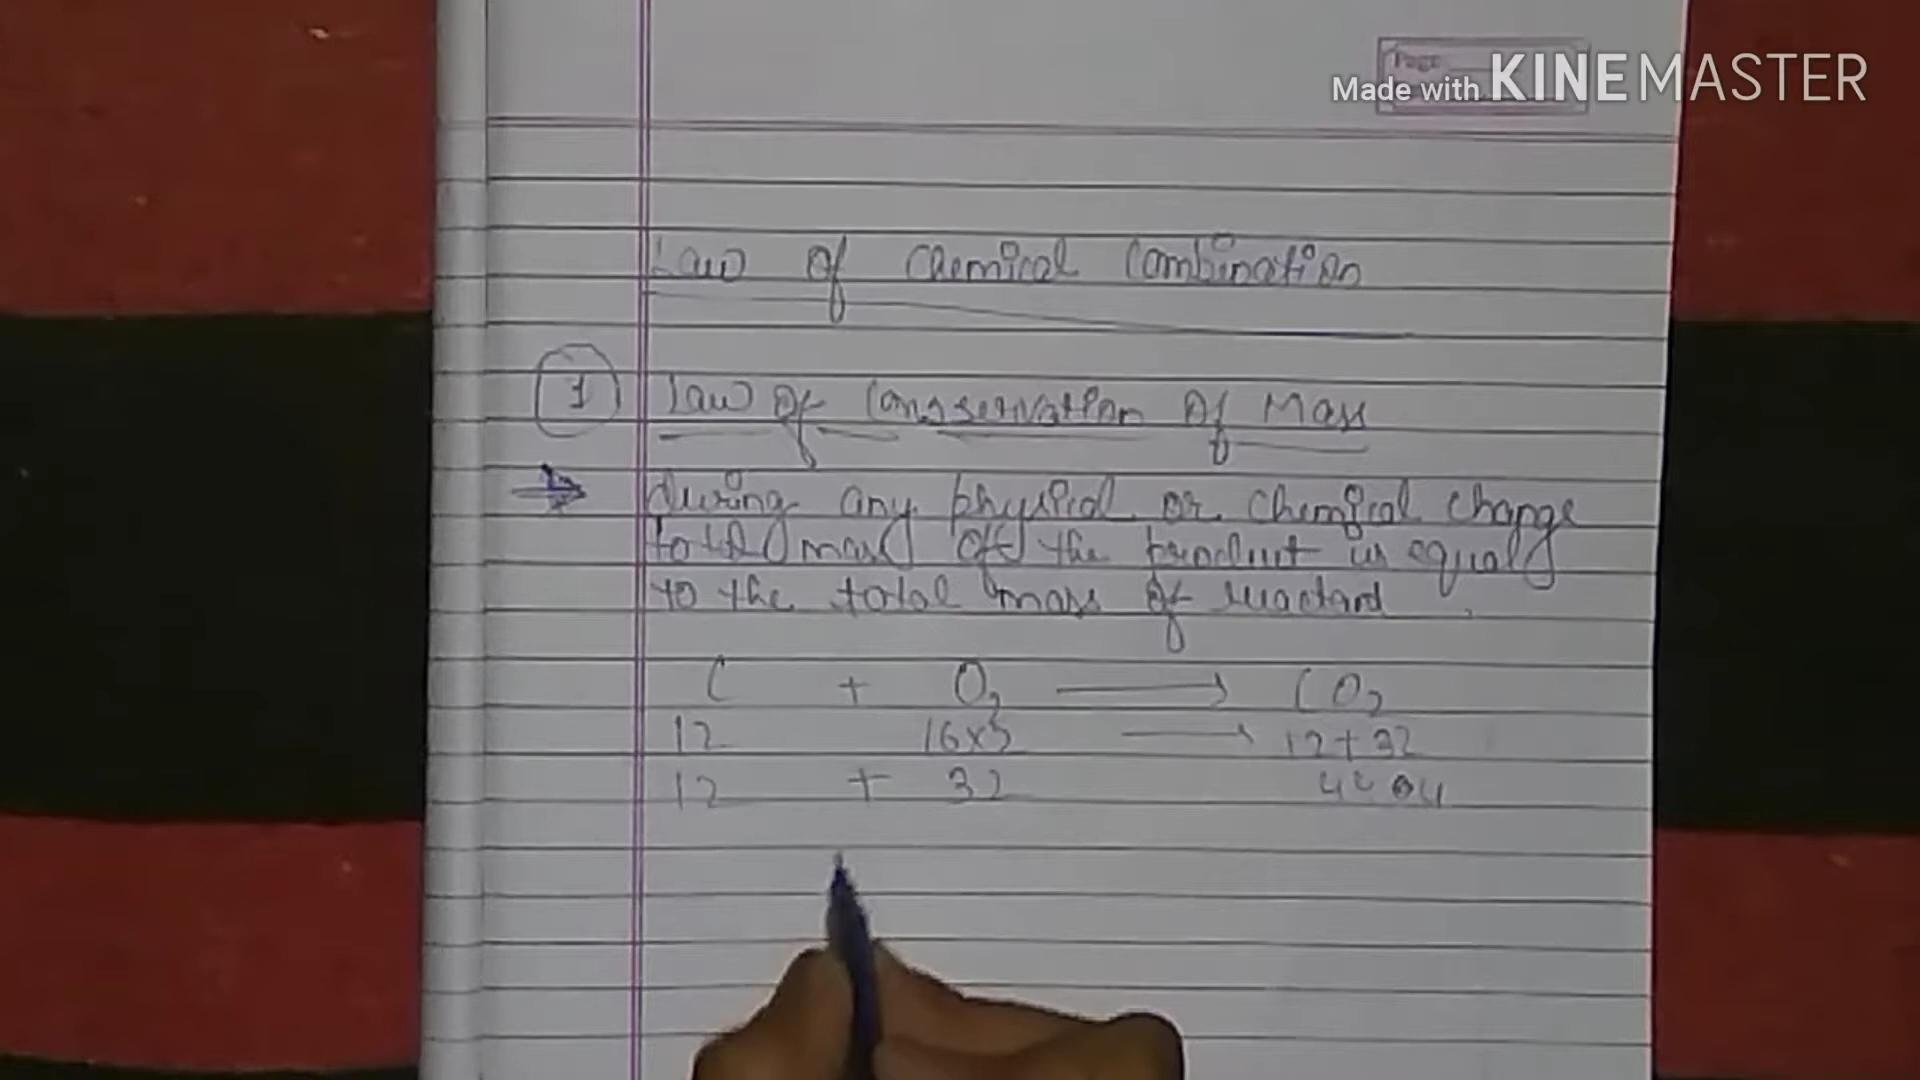 Page
Made with KINEMASTER
Law Of Chemical Combination
1 Law Of Conservation Of Mass
during any physical or chemical change
total mass Of the product is equal
to the total mass Of reactand
C + O2 → CO2
12 16x2 → 12+32
12 + 32